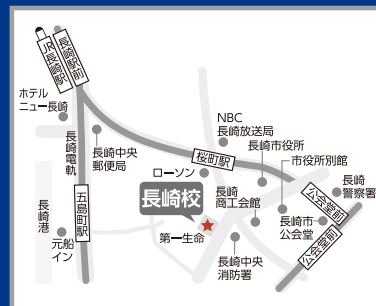 JR長崎駅
長崎駅前
ホテル
ニュー長崎
長崎電軌
長崎中央
郵便局
NBC
長崎放送局
桜町駅
長崎市役所
市役所別館
ローソン
長崎校
長崎
商工会館
公会堂前
長崎
警察署
長崎港
五島町駅
元船
イン
第一生命
長崎中央
消防署
長崎市
公会堂
公会堂前